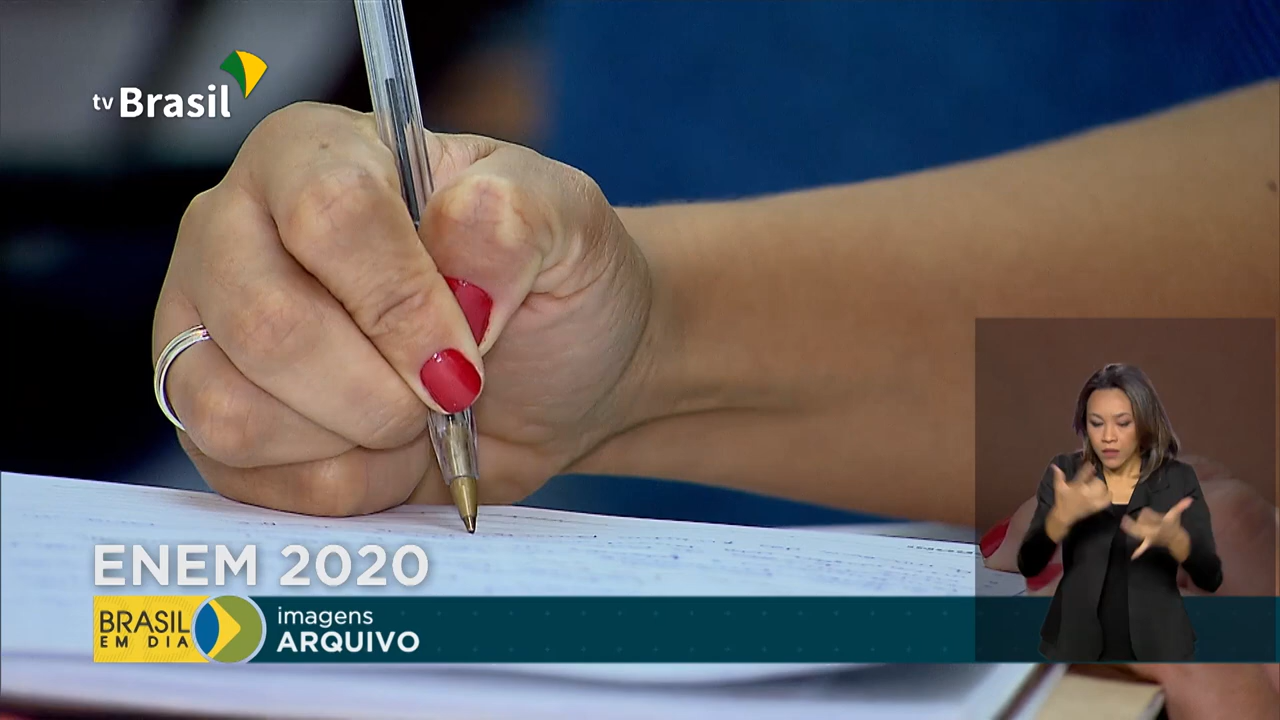 tv Brasil
ENEM 2020
BRASIL
EM DIA
imagens
ARQUIVO